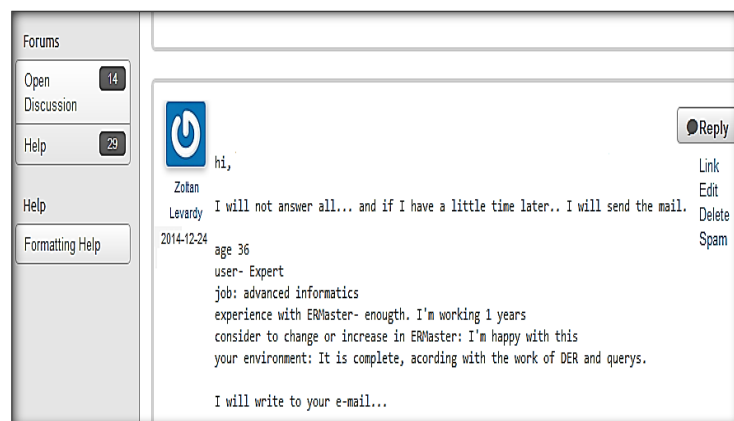 Forums
Open Discussion
14
Help
29
Help
Formatting Help
Zoltan
Levardy
2014-12-24
hi,
I will not answer all... and if I have a little time later.. I will send the mail.
age 36
user- Expert
job: advanced informatics
experience with ERMaster- enougth. I'm working 1 years
consider to change or increase in ERMaster: I'm happy with this
your environment: It is complete, acording with the work of DER and querys.
I will write to your e-mail...
Reply
Link
Edit
Delete
Spam